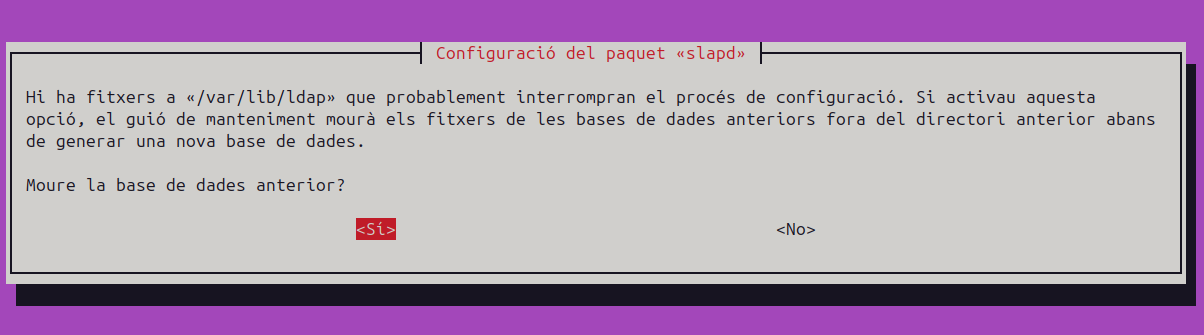 Configuració del paquet «slapd»
Hi ha fitxers a «/var/lib/ldap» que probablement interrompran el procés de configuració. Si activau aquesta
opció, el guió de manteniment mourà els fitxers de les bases de dades anteriors fora del directori anterior abans
de generar una nova base de dades.
Moure la base de dades anterior?
<Sí> <No>